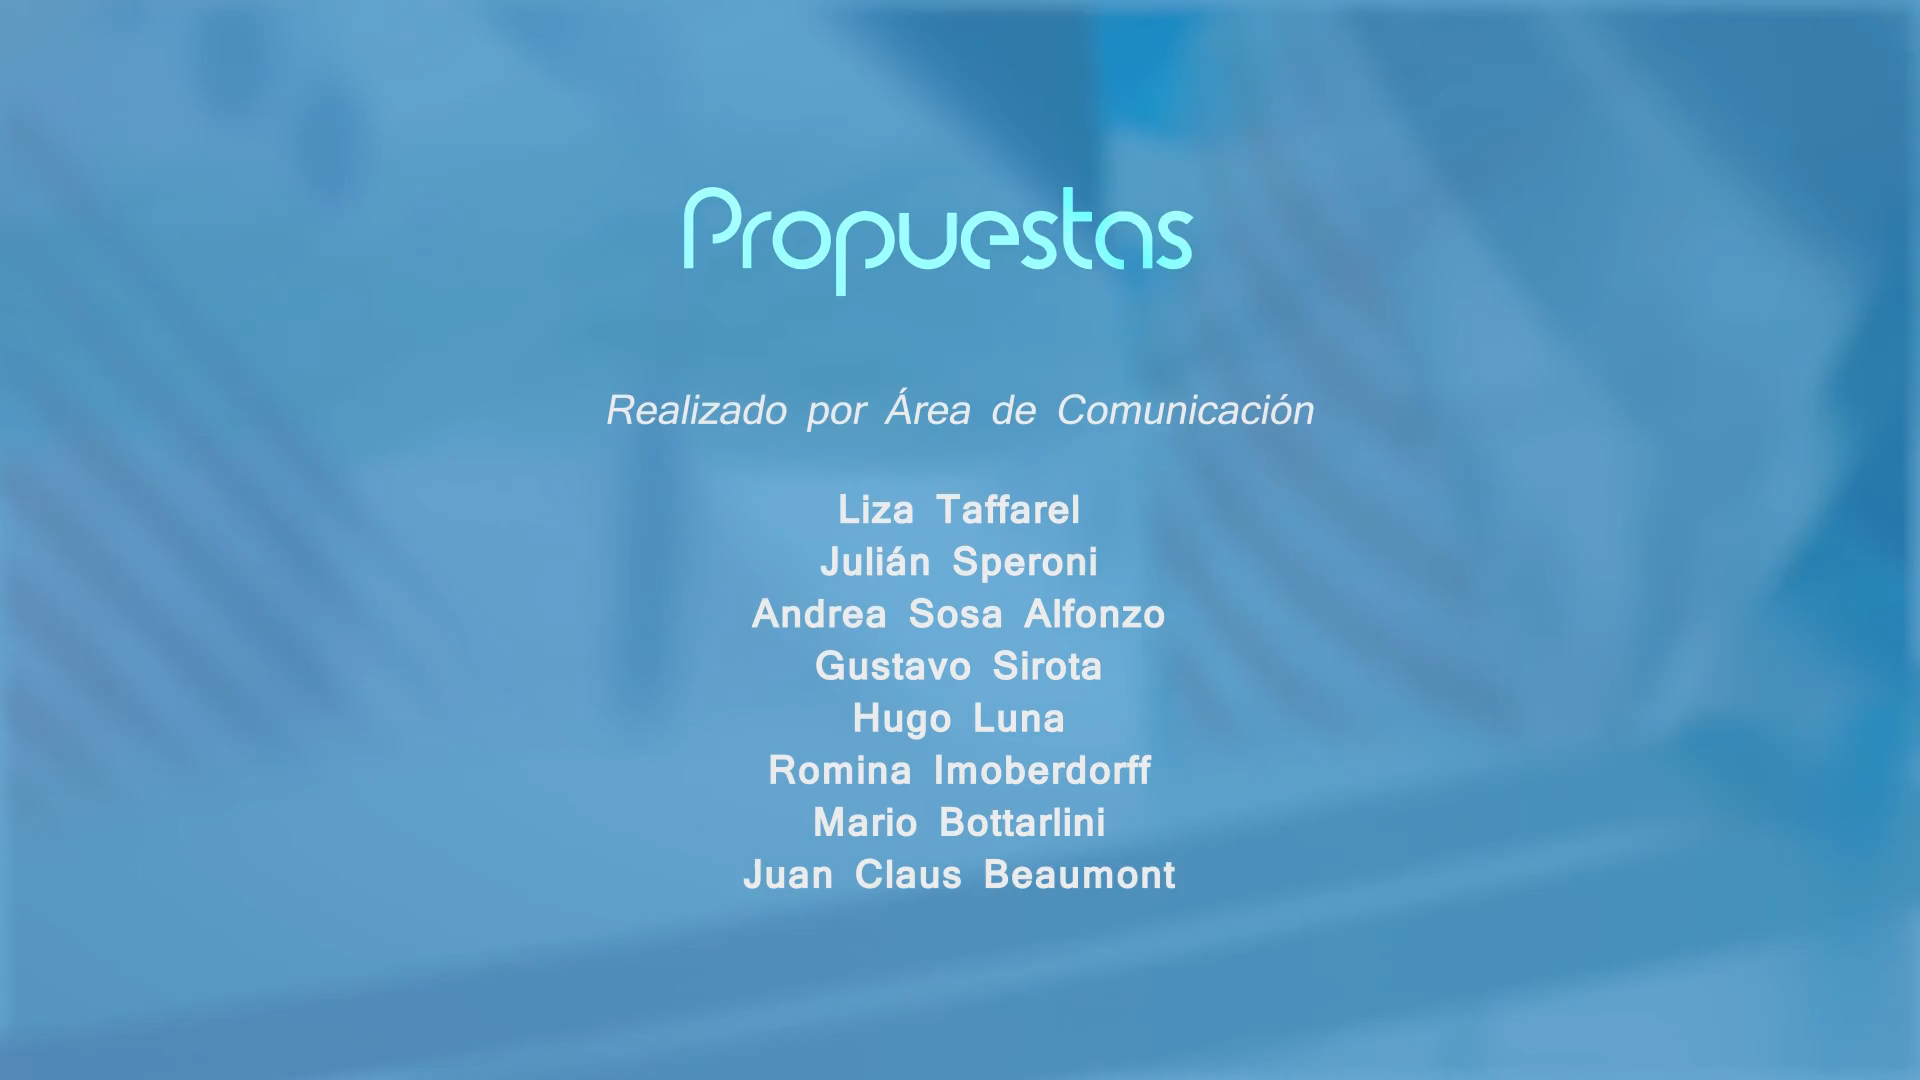 Propuestas
Realizado por Área de Comunicación
Liza Taffarel
Julián Speroni
Andrea Sosa Alfonzo
Gustavo Sirota
Hugo Luna
Romina Imoberdorff
Mario Bottarlini
Juan Claus Beaumont